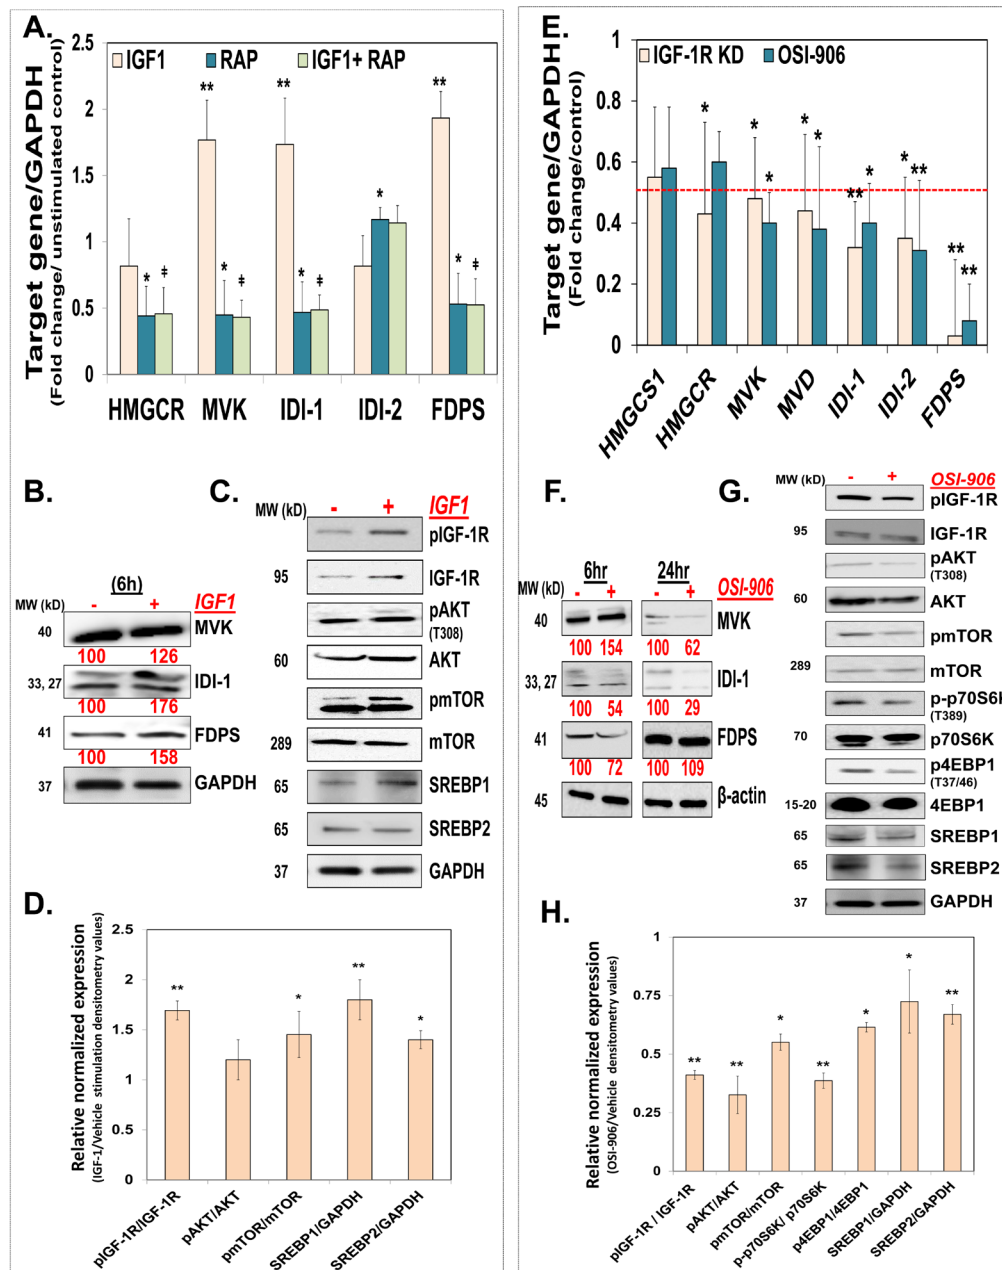 A.
Target gene/GAPDH
(Fold change/ unstimulated control)
IGF1 RAP IGF1+ RAP
2.5
2
1.5
1
0.5
0
** ** **
* ‡ * ‡ * ‡ * * ‡
HMGCR MVK IDI-1 IDI-2 FDPS
B.
(6h)
MW (kD) - + IGF1
40 MVK
100 126
33, 27 IDI-1
100 176
41 FDPS
100 158
37 GAPDH
C.
MW (kD) - + IGF1
pIGF-1R
95 IGF-1R
pAKT
(T308)
60 AKT
pmTOR
289 mTOR
65 SREBP1
65 SREBP2
37 GAPDH
D.
Relative normalized expression
(IGF-1/Vehicle stimulation densitometry values)
2.5
2
1.5
1
0.5
0
** * ** *
pIGF-1R/IGF-1R
pAKT/AKT
pmTOR/mTOR
SREBP1/GAPDH
SREBP2/GAPDH
E.
Target gene/GAPDH
(Fold change/control)
IGF-1R KD OSI-906
1
0.8
0.6
0.4
0.2
0
* * * * * ** * * ** ** **
HMGCS1
HMGCR
MVK
MVD
IDI-1
IDI-2
FDPS
F.
6hr 24hr
MW (kD) - + - + OSI-906
40 MVK
100 154 100 62
33, 27 IDI-1
100 54 100 29
41 FDPS
100 72 100 109
45 β-actin
G.
MW (kD) - + OSI-906
pIGF-1R
95 IGF-1R
pAKT
(T308)
60 AKT
pmTOR
289 mTOR
p-p70S6K
(T389)
70 p70S6K
p4EBP1
(T37/46)
15-20 4EBP1
65 SREBP1
65 SREBP2
37 GAPDH
H.
Relative normalized expression
(OSI-906/Vehicle densitometry values)
1
0.75
0.5
0.25
0
** ** * ** * * **
pIGF-1R / IGF-1R
pAKT/AKT
pmTOR/mTOR
p-p70S6K/ p70S6K
p4EBP1/4EBP1
SREBP1/GAPDH
SREBP2/GAPDH